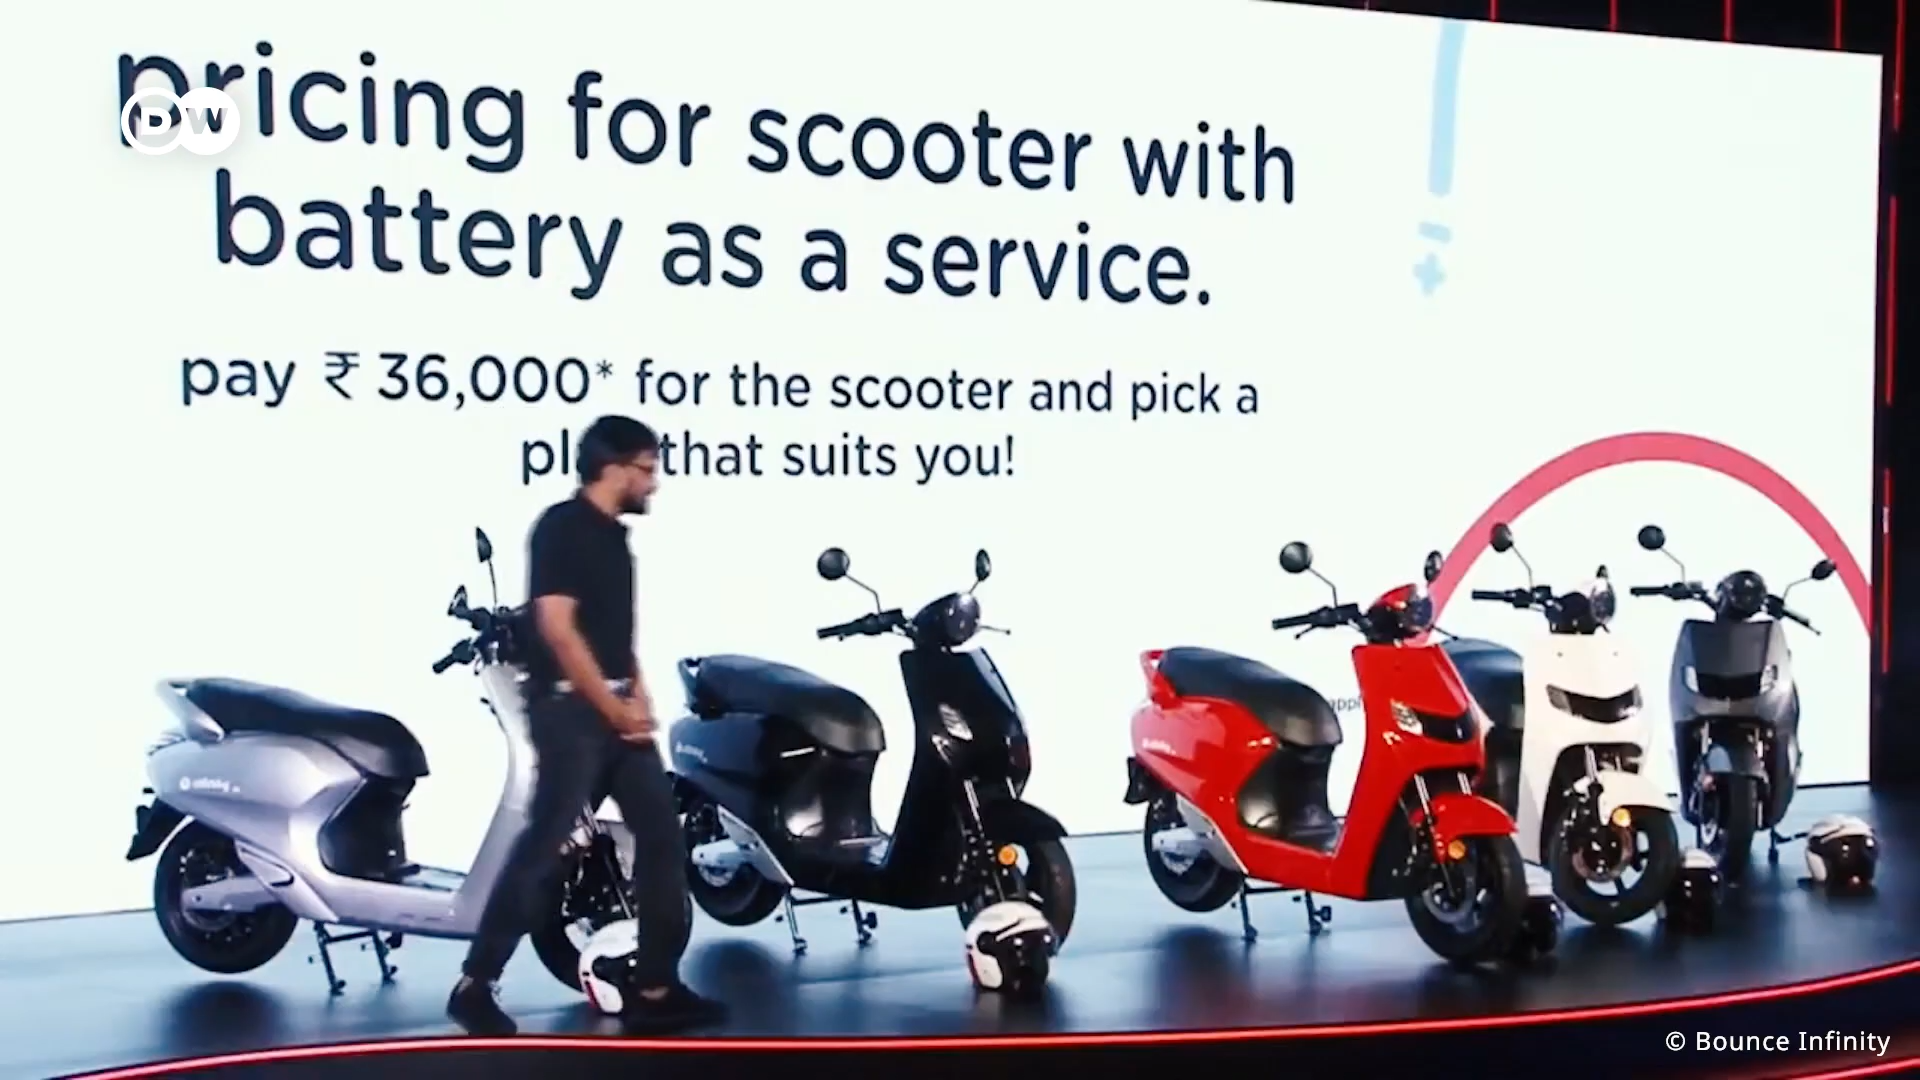 pricing for scooter with
DW
battery as a service.
pay ₹ 36,000* for the scooter and pick a
that suits you!
infinity
© Bounce Infinity